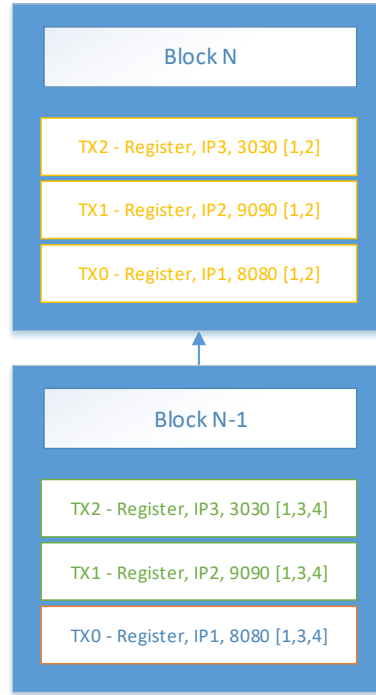 Block N
TX2 - Register, IP3, 3030 [1,2]
TX1 - Register, IP2, 9090 [1,2]
TX0 - Register, IP1, 8080 [1,2]
Block N-1
TX2 - Register, IP3, 3030 [1,3,4]
TX1 - Register, IP2, 9090 [1,3,4]
TX0 - Register, IP1, 8080 [1,3,4]